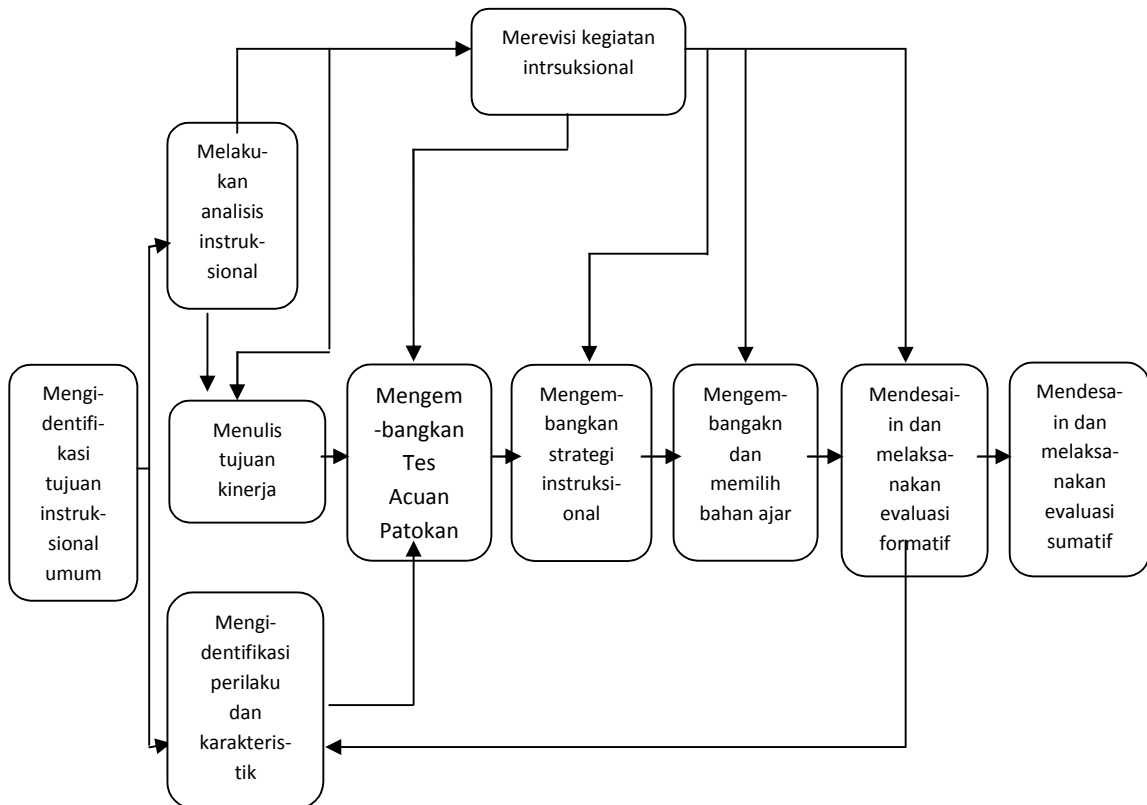 Merevisi kegiatan
intrsuksional
Melaku-
kan
analisis
instruk-
sional
Mengi-
dentifi-
kasi
tujuan
instruk-
sional
umum
Menulis
tujuan
kinerja
Mengem
-bangkan
Tes
Acuan
Patokan
Mengem-
bangkan
strategi
instruksi-
onal
Mengem-
bangakn
dan
memilih
bahan ajar
Mendesai-
in dan
melaksa-
nakan
evaluasi
formatif
Mendesa-
in dan
melaksa-
nakan
evaluasi
sumatif
Mengi-
dentifikasi
perilaku
dan
karakteris-
tik